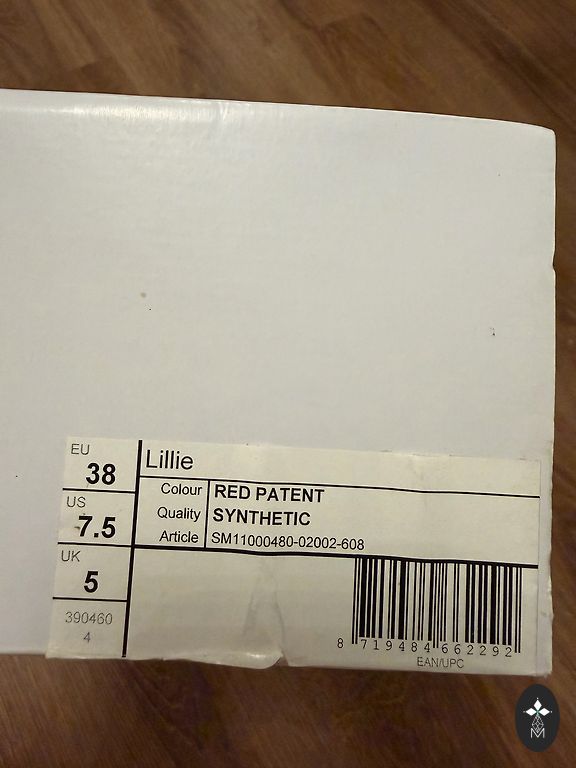 EU
38
US
7.5
UK
5
390460
4
Lillie
Colour RED PATENT
Quality SYNTHETIC
Article SM11000480-02002-608
8 719484 662292
EAN/UPC
M